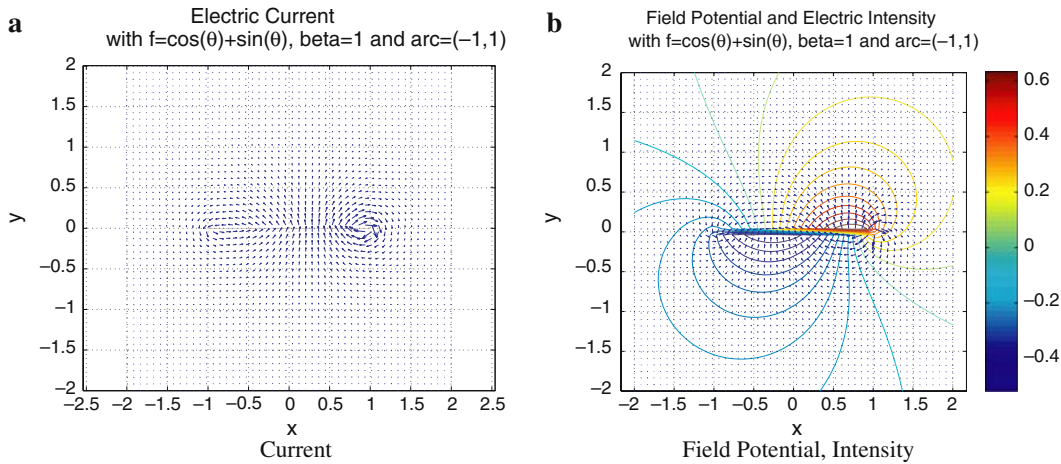 a
Electric Current
with f=cos(θ)+sin(θ), beta=1 and arc=(−1,1)
2
1.5
1
0.5
0
−0.5
−1
−1.5
−2
y
−2.5 −2 −1.5 −1 −0.5 0 0.5 1 1.5 2 2.5
x
Current
b
Field Potential and Electric Intensity
with f=cos(θ)+sin(θ), beta=1 and arc=(−1,1)
2
1.5
1
0.5
0
−0.5
−1
−1.5
−2
y
−2 −1.5 −1 −0.5 0 0.5 1 1.5 2
x
0.6
0.4
0.2
0
−0.2
−0.4
Field Potential, Intensity